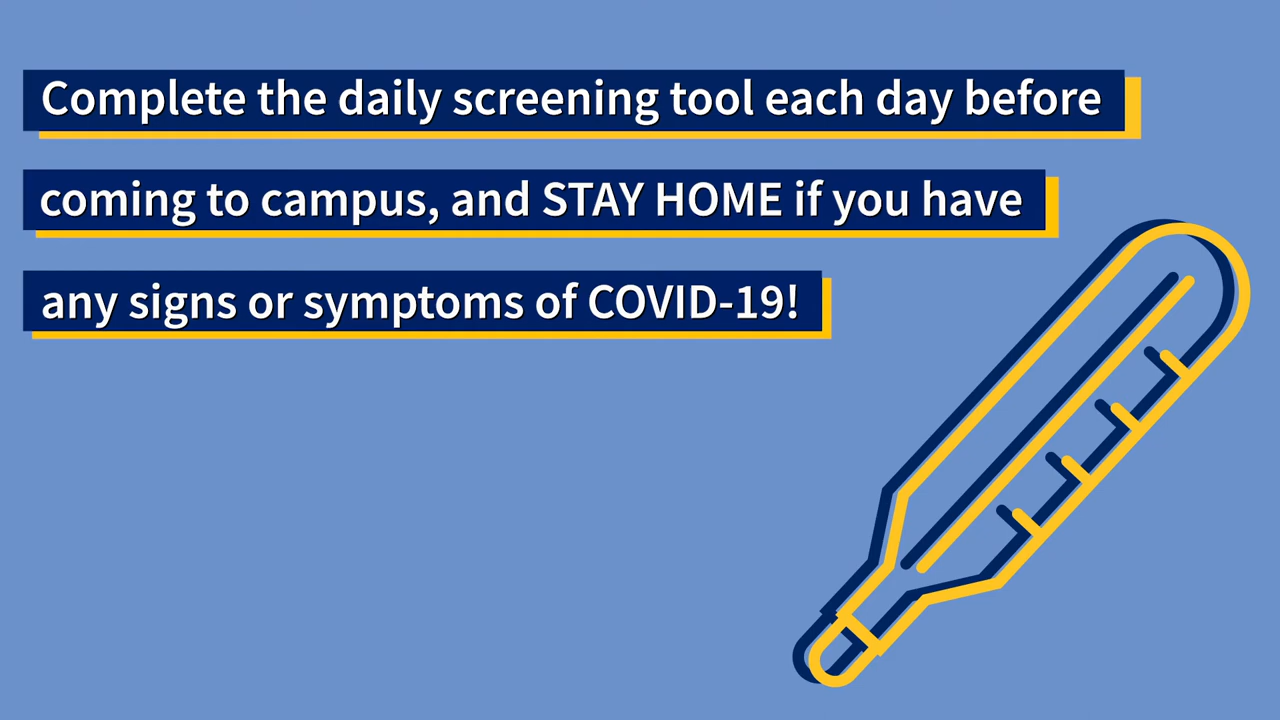 Complete the daily screening tool each day before
coming to campus, and STAY HOME if you have
any signs or symptoms of COVID-19!